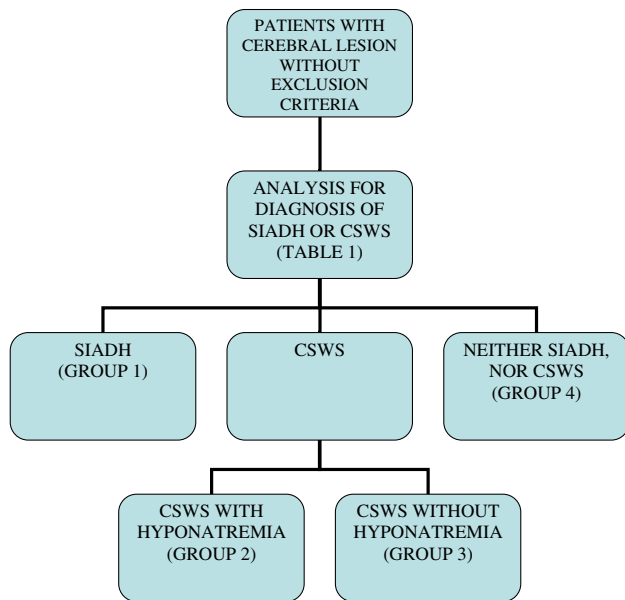 PATIENTS WITH
CEREBRAL LESION
WITHOUT
EXCLUSION
CRITERIA
ANALYSIS FOR
DIAGNOSIS OF
SIADH OR CSWS
(TABLE 1)
SIADH
(GROUP 1)
CSWS
NEITHER SIADH,
NOR CSWS
(GROUP 4)
CSWS WITH
HYPONATREMIA
(GROUP 2)
CSWS WITHOUT
HYPONATREMIA
(GROUP 3)